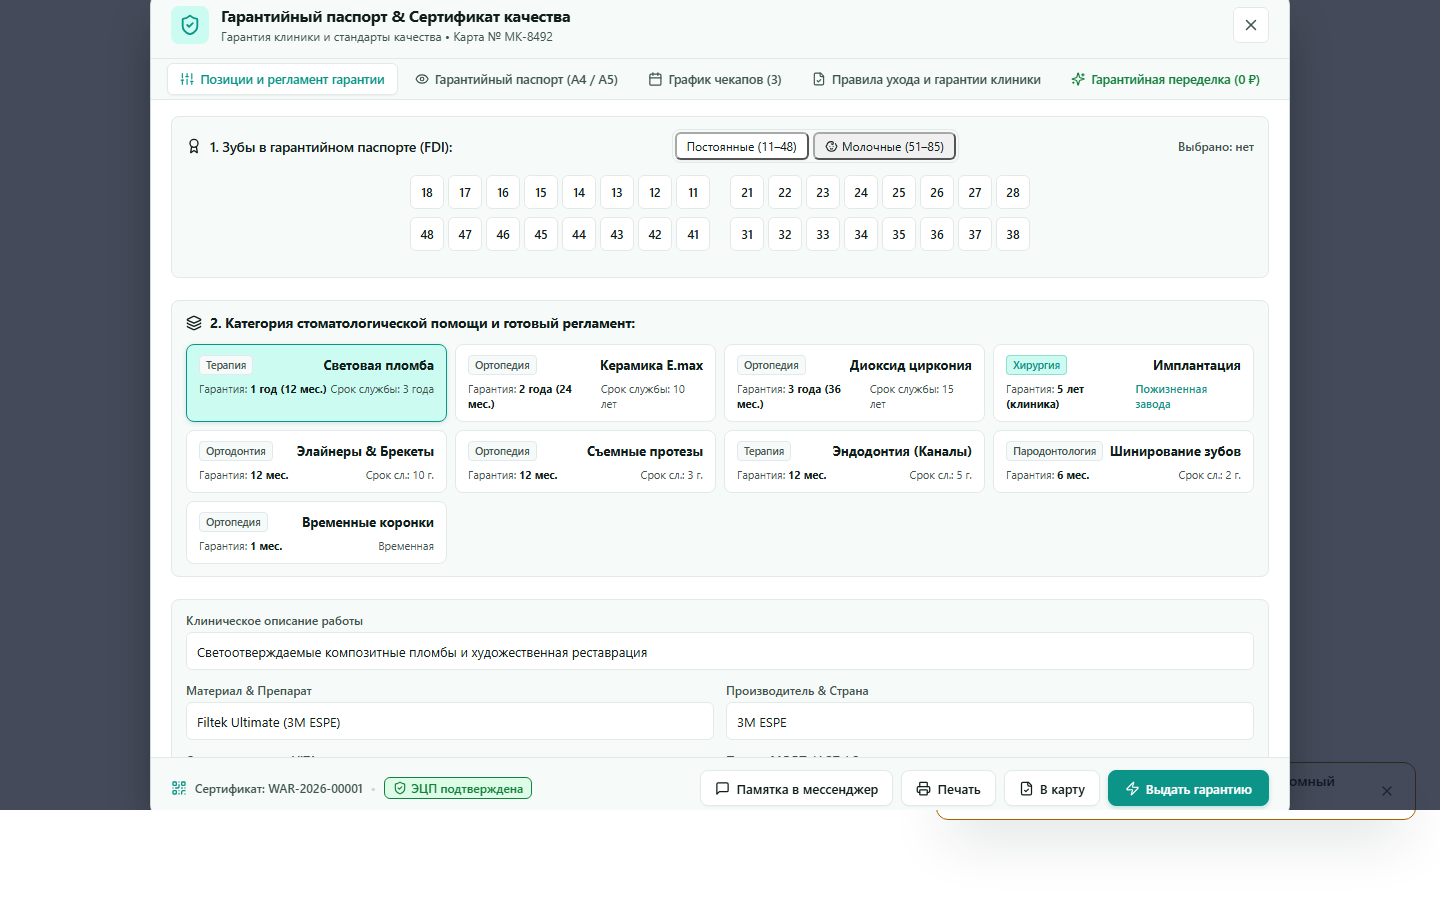 Гарантийный паспорт & Сертификат качества
Гарантия клиники и стандарты качества • Карта № МК-8492
Позиции и регламент гарантии
Гарантийный паспорт (А4 / А5)
График чекапов (3)
Правила ухода и гарантии клиники
Гарантийная переделка (0 ₽)
1. Зубы в гарантийном паспорте (FDI):
Постоянные (11–48)
Молочные (51–85)
Выбрано: нет
18 17 16 15 14 13 12 11 21 22 23 24 25 26 27 28
48 47 46 45 44 43 42 41 31 32 33 34 35 36 37 38
2. Категория стоматологической помощи и готовый регламент:
Терапия
Световая пломба
Гарантия: 1 год (12 мес.)
Срок службы: 3 года
Ортопедия
Керамика E.max
Гарантия: 2 года (24
мес.)
Срок службы: 10
лет
Ортопедия
Диоксид циркония
Гарантия: 3 года (36
мес.)
Срок службы: 15
лет
Хирургия
Имплантация
Гарантия: 5 лет
(клиника)
Пожизненная
завода
Ортодонтия
Элайнеры & Брекеты
Гарантия: 12 мес.
Срок сл.: 10 г.
Ортопедия
Съемные протезы
Гарантия: 12 мес.
Срок сл.: 3 г.
Терапия
Эндодонтия (Каналы)
Гарантия: 12 мес.
Срок сл.: 5 г.
Пародонтология
Шинирование зубов
Гарантия: 6 мес.
Срок сл.: 2 г.
Ортопедия
Временные коронки
Гарантия: 1 мес.
Временная
Клиническое описание работы
Светоотверждаемые композитные пломбы и художественная реставрация
Материал & Препарат
Производитель & Страна
Filtek Ultimate (3M ESPE)
3M ESPE
Сертификат: WAR-2026-00001
•
ЭЦП подтверждена
Памятка в мессенджер
Печать
В карту
Выдать гарантию